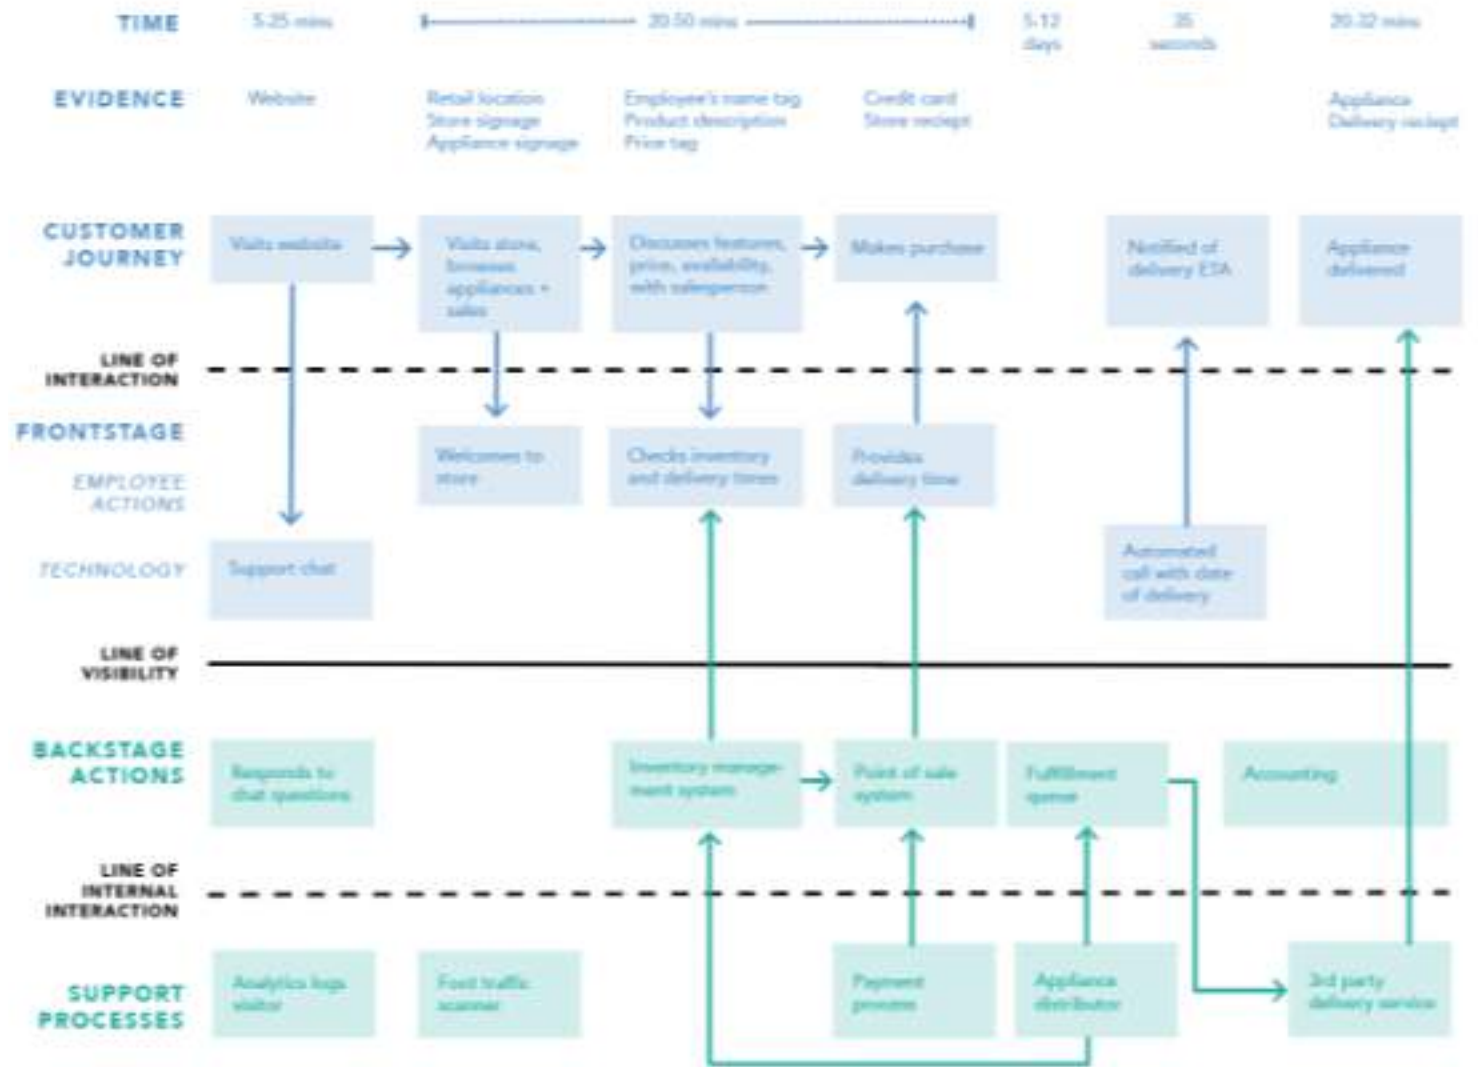 TIME
5-25 mins
20-50 mins
5-12
days
35
seconds
20-32 mins
EVIDENCE
Website
Retail location
Store signage
Appliance signage
Employee's name tag
Product description
Price tag
Credit card
Store reciept
Appliance
Delivery reciept
CUSTOMER
JOURNEY
Visits website
Visits store,
browses
appliances +
sales
Discusses features,
price, availability,
with salesperson
Makes purchase
Notified of
delivery ETA
Appliance
delivered
LINE OF
INTERACTION
FRONTSTAGE
EMPLOYEE
ACTIONS
Welcomes to
store
Checks inventory
and delivery times
Provides
delivery time
TECHNOLOGY
Support chat
Automated
call with date
of delivery
LINE OF
VISIBILITY
BACKSTAGE
ACTIONS
Responds to
chat questions
Inventory manage-
ment system
Point of sale
system
Fulfillment
queue
Accounting
LINE OF
INTERNAL
INTERACTION
SUPPORT
PROCESSES
Analytics logs
visitor
Foot traffic
scanner
Payment
process
Appliance
distributor
3rd party
delivery service